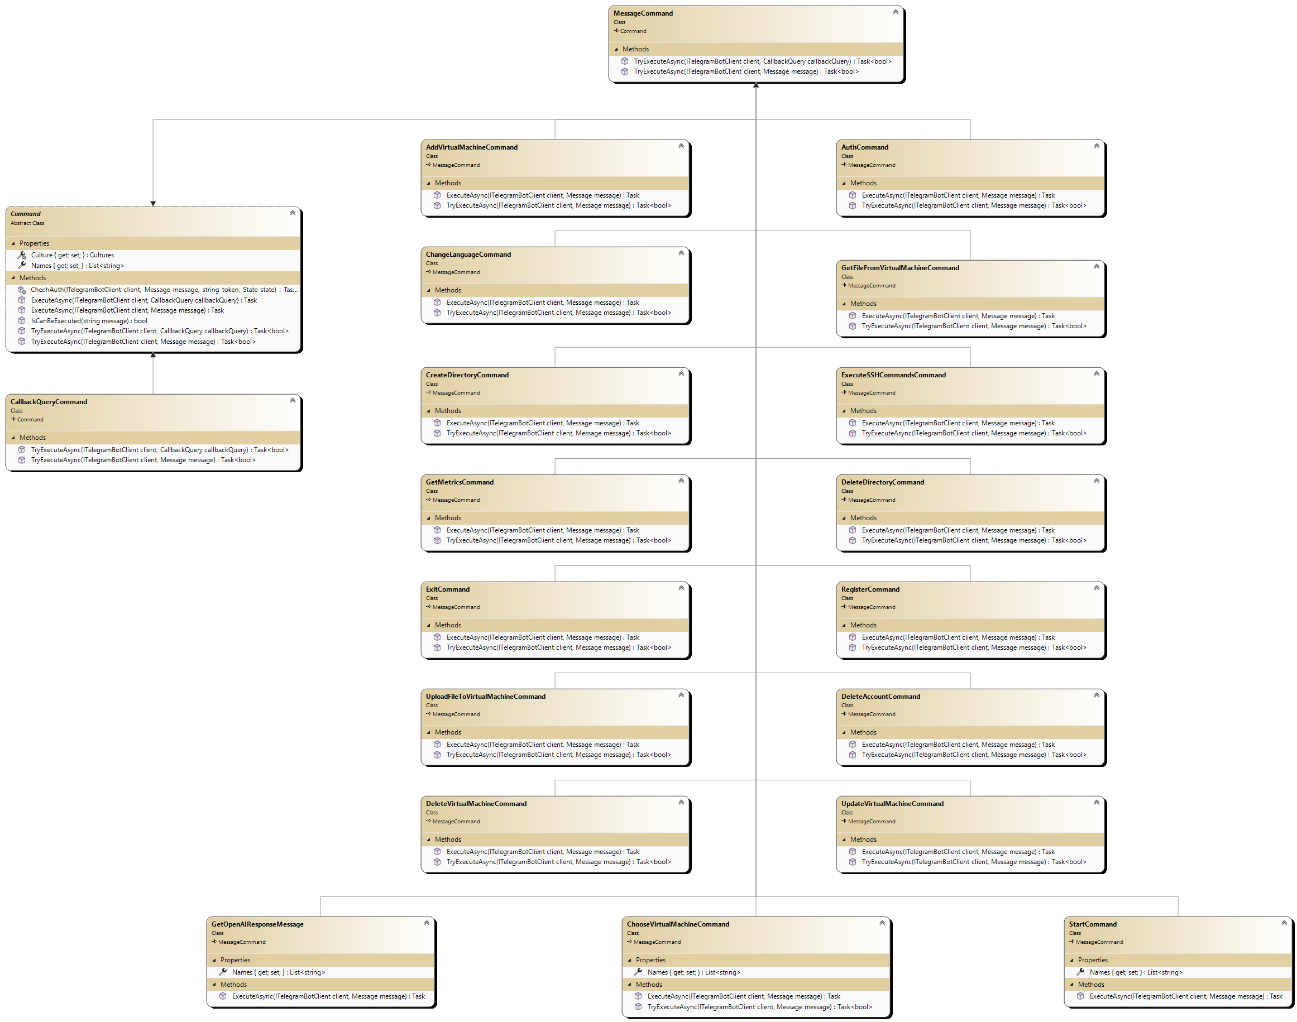 MessageCommand
Class
Command
Methods
TryExecuteAsync(ITelegramBotClient client, CallbackQuery callbackQuery) : Task<bool>
TryExecuteAsync(ITelegramBotClient client, Message message) : Task<bool>
AddVirtualMachineCommand
Class
MessageCommand
Methods
ExecuteAsync(ITelegramBotClient client, Message message) : Task
TryExecuteAsync(ITelegramBotClient client, Message message) : Task<bool>
AuthCommand
Class
MessageCommand
Methods
ExecuteAsync(ITelegramBotClient client, Message message) : Task
TryExecuteAsync(ITelegramBotClient client, Message message) : Task<bool>
Command
Abstract Class
Properties
Culture { get; set; } : Cultures
Names { get; set; } : List<string>
Methods
ChechAuth(ITelegramBotClient client, Message message, string token, State state) : Tas...
ExecuteAsync(ITelegramBotClient client, CallbackQuery callbackQuery) : Task
ExecuteAsync(ITelegramBotClient client, Message message) : Task
IsCanBeExecuted(string message) : bool
TryExecuteAsync(ITelegramBotClient client, CallbackQuery callbackQuery) : Task<bool>
TryExecuteAsync(ITelegramBotClient client, Message message) : Task<bool>
ChangeLanguageCommand
Class
MessageCommand
Methods
ExecuteAsync(ITelegramBotClient client, Message message) : Task
TryExecuteAsync(ITelegramBotClient client, Message message) : Task<bool>
GetFileFromVirtualMachineCommand
Class
MessageCommand
Methods
ExecuteAsync(ITelegramBotClient client, Message message) : Task
TryExecuteAsync(ITelegramBotClient client, Message message) : Task<bool>
CallbackQueryCommand
Class
Command
Methods
TryExecuteAsync(ITelegramBotClient client, CallbackQuery callbackQuery) : Task<bool>
TryExecuteAsync(ITelegramBotClient client, Message message) : Task<bool>
CreateDirectoryCommand
Class
MessageCommand
Methods
ExecuteAsync(ITelegramBotClient client, Message message) : Task
TryExecuteAsync(ITelegramBotClient client, Message message) : Task<bool>
ExecuteSSHCommandsCommand
Class
MessageCommand
Methods
ExecuteAsync(ITelegramBotClient client, Message message) : Task
TryExecuteAsync(ITelegramBotClient client, Message message) : Task<bool>
GetMetricsCommand
Class
MessageCommand
Methods
ExecuteAsync(ITelegramBotClient client, Message message) : Task
TryExecuteAsync(ITelegramBotClient client, Message message) : Task<bool>
DeleteDirectoryCommand
Class
MessageCommand
Methods
ExecuteAsync(ITelegramBotClient client, Message message) : Task
TryExecuteAsync(ITelegramBotClient client, Message message) : Task<bool>
ExitCommand
Class
MessageCommand
Methods
ExecuteAsync(ITelegramBotClient client, Message message) : Task
TryExecuteAsync(ITelegramBotClient client, Message message) : Task<bool>
RegisterCommand
Class
MessageCommand
Methods
ExecuteAsync(ITelegramBotClient client, Message message) : Task
TryExecuteAsync(ITelegramBotClient client, Message message) : Task<bool>
UploadFileToVirtualMachineCommand
Class
MessageCommand
Methods
ExecuteAsync(ITelegramBotClient client, Message message) : Task
TryExecuteAsync(ITelegramBotClient client, Message message) : Task<bool>
DeleteAccountCommand
Class
MessageCommand
Methods
ExecuteAsync(ITelegramBotClient client, Message message) : Task
TryExecuteAsync(ITelegramBotClient client, Message message) : Task<bool>
DeleteVirtualMachineCommand
Class
MessageCommand
Methods
ExecuteAsync(ITelegramBotClient client, Message message) : Task
TryExecuteAsync(ITelegramBotClient client, Message message) : Task<bool>
UpdateVirtualMachineCommand
Class
MessageCommand
Methods
ExecuteAsync(ITelegramBotClient client, Message message) : Task
TryExecuteAsync(ITelegramBotClient client, Message message) : Task<bool>
GetOpenAIResponseMessage
Class
MessageCommand
Properties
Names { get; set; } : List<string>
Methods
ExecuteAsync(ITelegramBotClient client, Message message) : Task
ChooseVirtualMachineCommand
Class
MessageCommand
Properties
Names { get; set; } : List<string>
Methods
ExecuteAsync(ITelegramBotClient client, Message message) : Task
TryExecuteAsync(ITelegramBotClient client, Message message) : Task<bool>
StartCommand
Class
MessageCommand
Properties
Names { get; set; } : List<string>
Methods
ExecuteAsync(ITelegramBotClient client, Message message) : Task